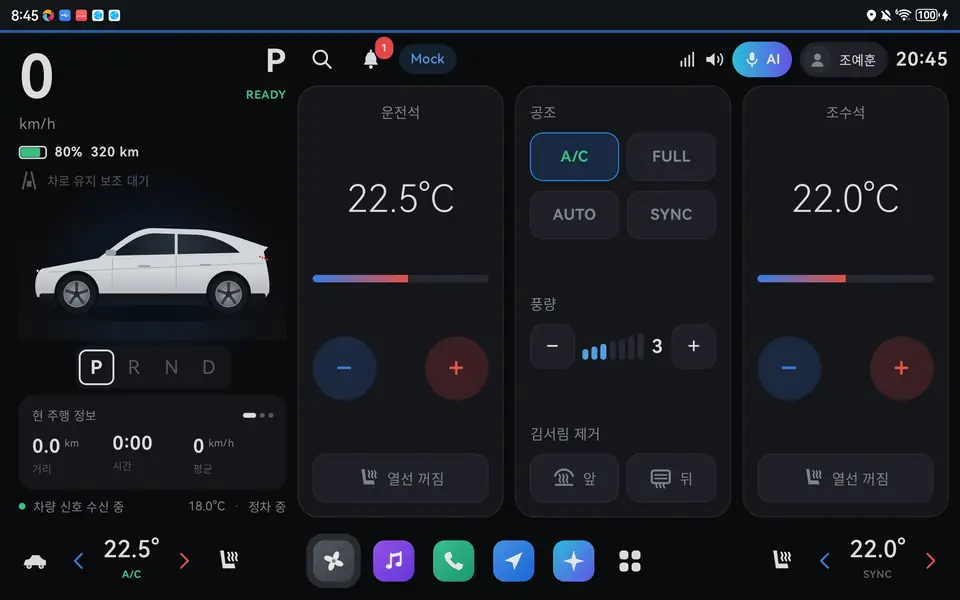 8:45
100
0
P
READY
km/h
80% 320 km
차로 유지 보조 대기
P R N D
현 주행 정보
0.0 km
0:00
0 km/h
거리
시간
평균
차량 신호 수신 중
18.0°C · 정차 중
1
Mock
AI
조예훈
20:45
운전석
22.5°C
−
+
열선 꺼짐
공조
A/C
FULL
AUTO
SYNC
풍량
− 3 +
김서림 제거
앞
뒤
조수석
22.0°C
−
+
열선 꺼짐
22.5°
A/C
22.0°
SYNC